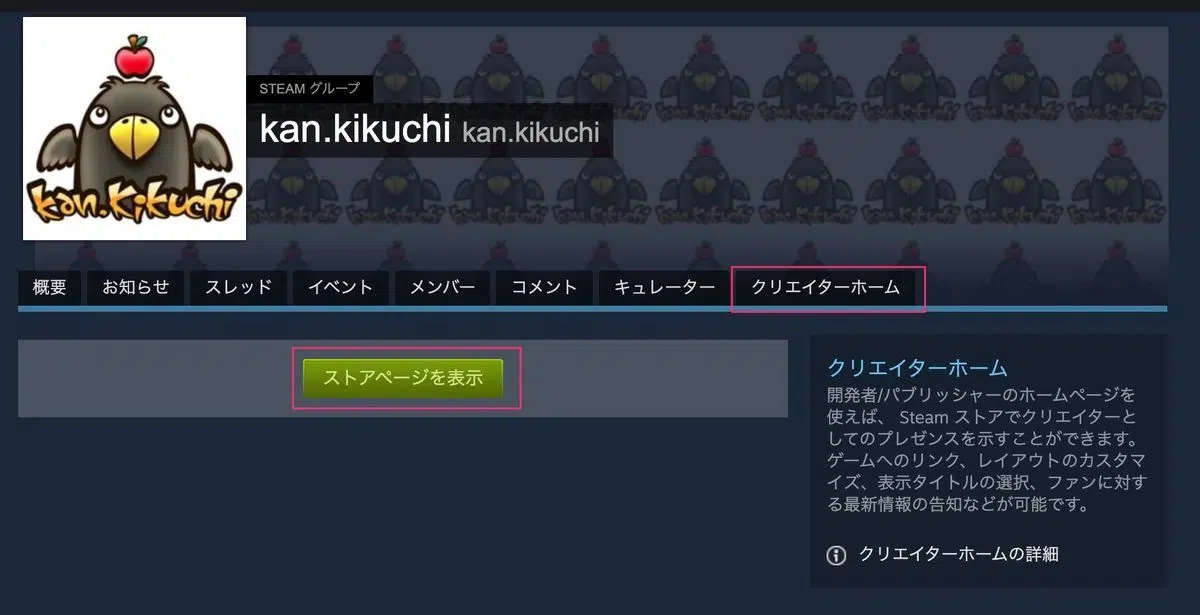 kan.kikuchi
STEAM グループ
kan.kikuchi kan.kikuchi
概要 お知らせ スレッド イベント メンバー コメント キュレーター クリエイターホーム
ストアページを表示
クリエイターホーム
開発者/パブリッシャーのホームページを
使えば、 Steam ストアでクリエイターと
してのプレゼンスを示すことができます。
ゲームへのリンク、レイアウトのカスタマ
イズ、表示タイトルの選択、ファンに対す
る最新情報の告知などが可能です。
クリエイターホームの詳細